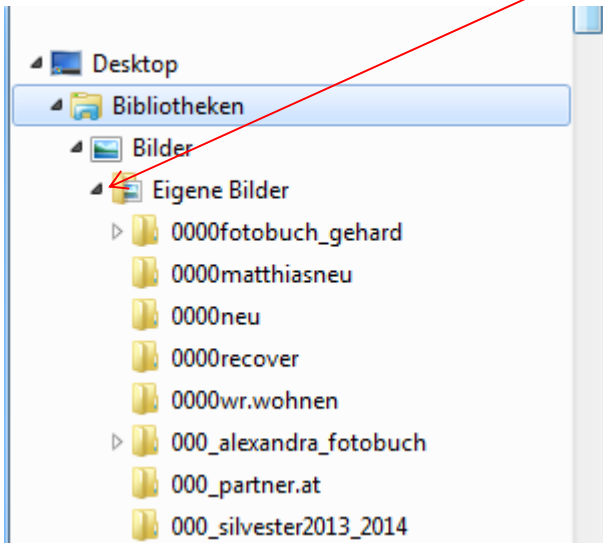 Desktop
Bibliotheken
Bilder
Eigene Bilder
0000fotobuch_gehard
0000matthiasneu
0000neu
0000recover
0000wr.wohnen
000_alexandra_fotobuch
000_partner.at
000_silvester2013_2014